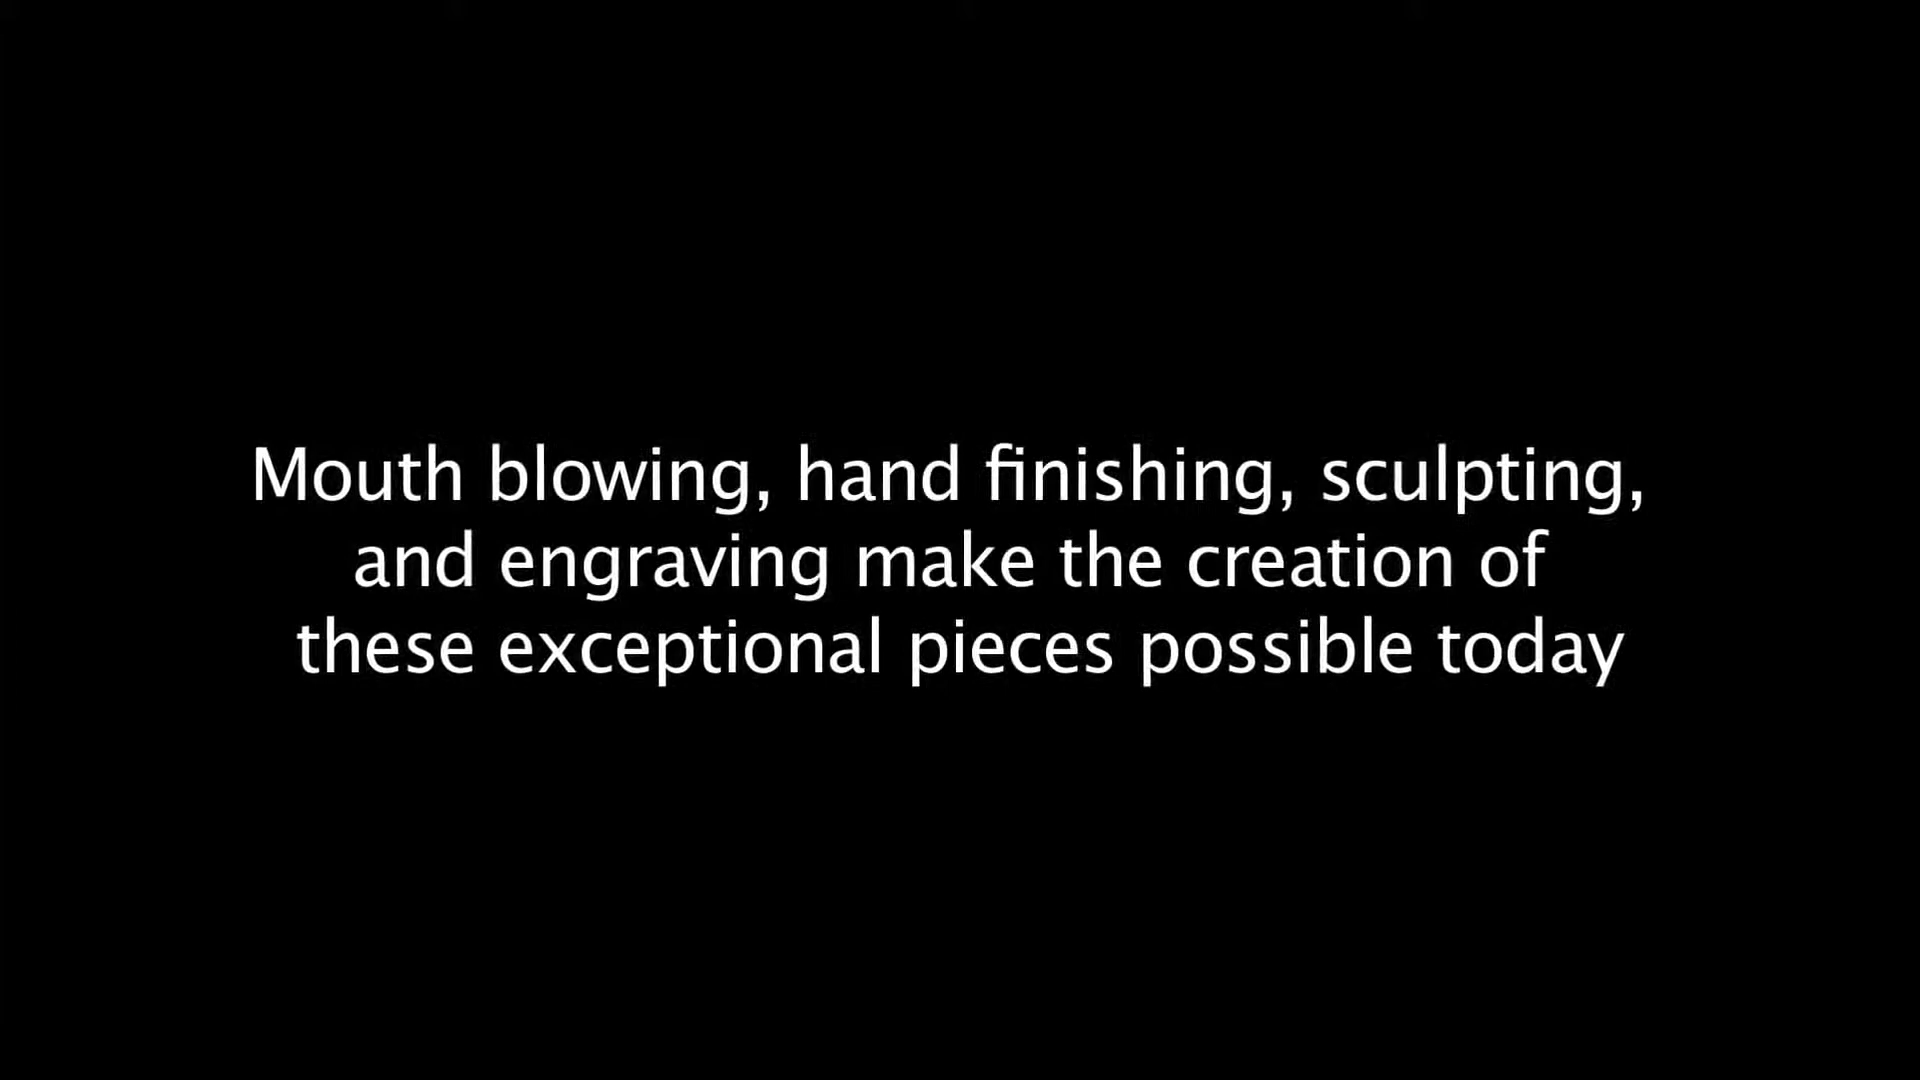 Mouth blowing, hand finishing, sculpting,
and engraving make the creation of
these exceptional pieces possible today